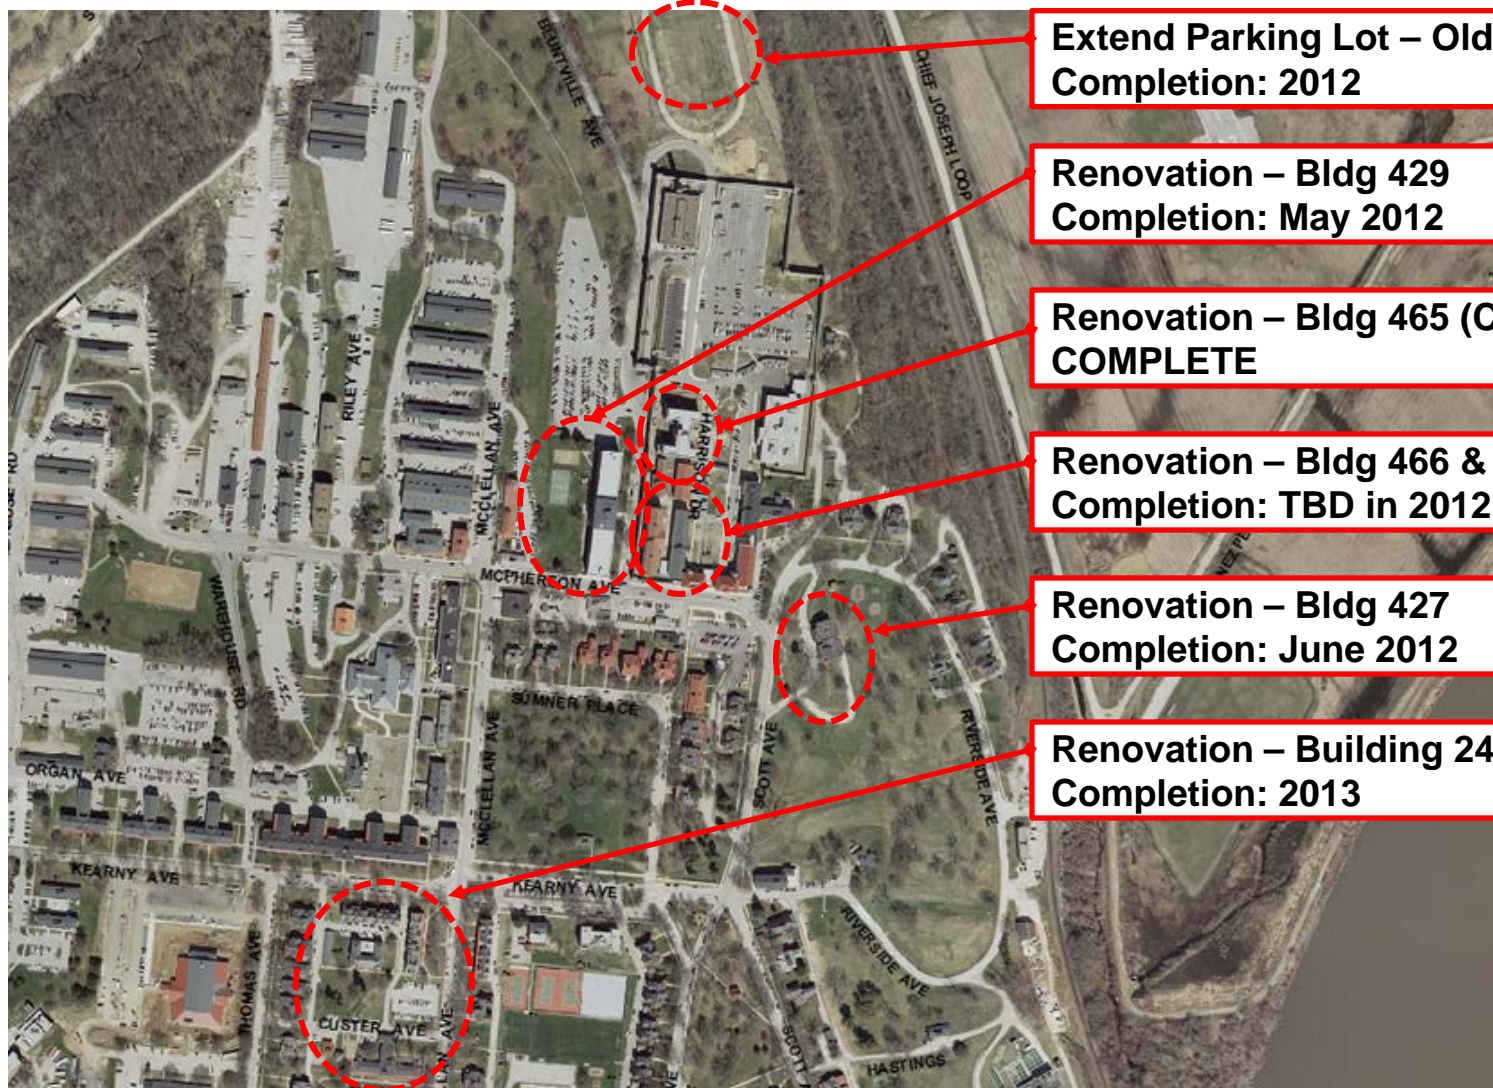 Extend Parking Lot – Old
Completion: 2012
Renovation – Bldg 429
Completion: May 2012
Renovation – Bldg 465 (C
COMPLETE
Renovation – Bldg 466 &
Completion: TBD in 2012
Renovation – Bldg 427
Completion: June 2012
Renovation – Building 24
Completion: 2013
BLUNTVILLE AVE
CHIEF JOSEPH LOOP
RILEY AVE
MCCLELLAN AVE
HARRISON DR
MCPHERSON AVE
WAREHOUSE RD
SUMNER PLACE
SCOTT AVE
RIVERSIDE AVE
ORGAN AVE
MCCLELLAN AVE
KEARNY AVE
KEARNY AVE
THOMAS AVE
CUSTER AVE
RIVERSIDE AVE
HASTINGS